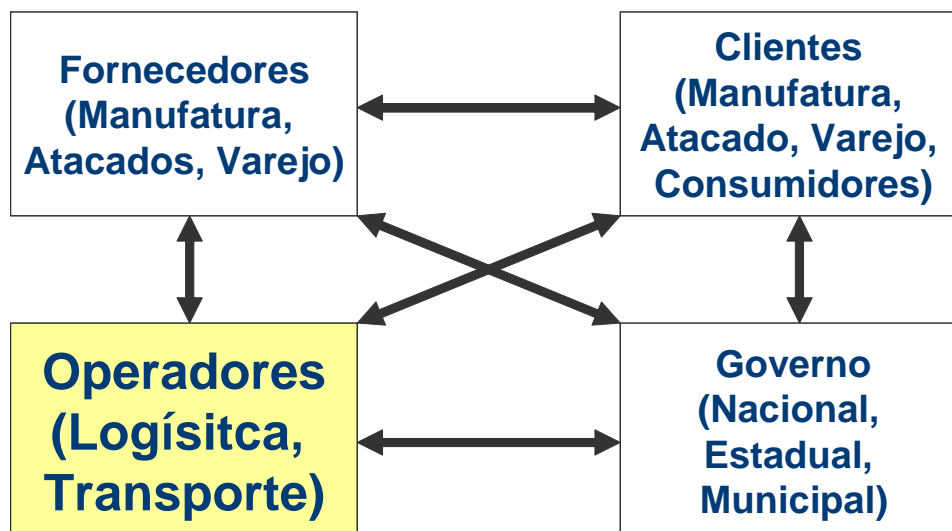 Fornecedores
(Manufatura,
Atacados, Varejo)
Clientes
(Manufatura,
Atacado, Varejo,
Consumidores)
Operadores
(Logísitca,
Transporte)
Governo
(Nacional,
Estadual,
Municipal)